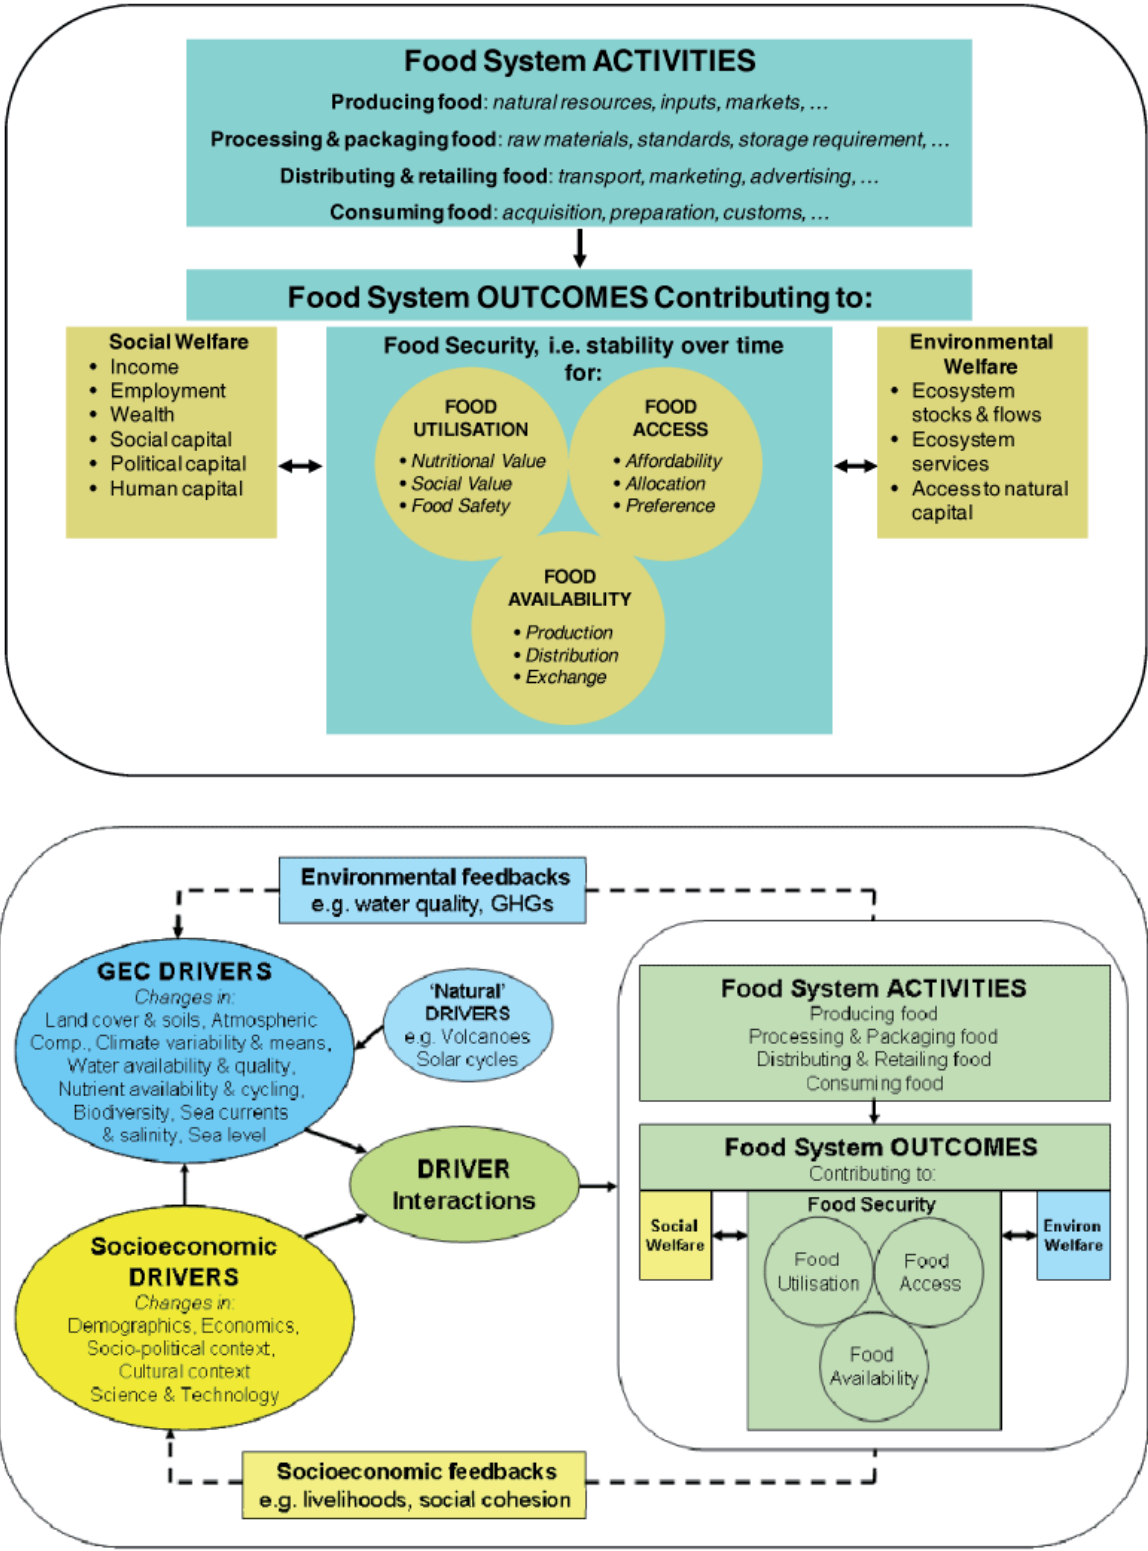 Food System ACTIVITIES
Producing food: natural resources, inputs, markets, …
Processing & packaging food: raw materials, standards, storage requirement, …
Distributing & retailing food: transport, marketing, advertising, …
Consuming food: acquisition, preparation, customs, …
Food System OUTCOMES Contributing to:
Social Welfare
• Income
• Employment
• Wealth
• Social capital
• Political capital
• Human capital
Food Security, i.e. stability over time
for:
FOOD
UTILISATION
• Nutritional Value
• Social Value
• Food Safety
FOOD
ACCESS
• Affordability
• Allocation
• Preference
FOOD
AVAILABILITY
• Production
• Distribution
• Exchange
Environmental
Welfare
• Ecosystem
stocks & flows
• Ecosystem
services
• Access to natural
capital
Environmental feedbacks
e.g. water quality, GHGs
GEC DRIVERS
Changes in:
Land cover & soils, Atmospheric
Comp., Climate variability & means,
Water availability & quality,
Nutrient availability & cycling,
Biodiversity, Sea currents
& salinity, Sea level
'Natural'
DRIVERS
e.g. Volcanoes
Solar cycles
DRIVER
Interactions
Socioeconomic
DRIVERS
Changes in:
Demographics, Economics,
Socio-political context,
Cultural context
Science & Technology
Food System ACTIVITIES
Producing food
Processing & Packaging food
Distributing & Retailing food
Consuming food
Food System OUTCOMES
Contributing to:
Social
Welfare
Food Security
Food
Utilisation
Food
Access
Food
Availability
Environ
Welfare
Socioeconomic feedbacks
e.g. livelihoods, social cohesion